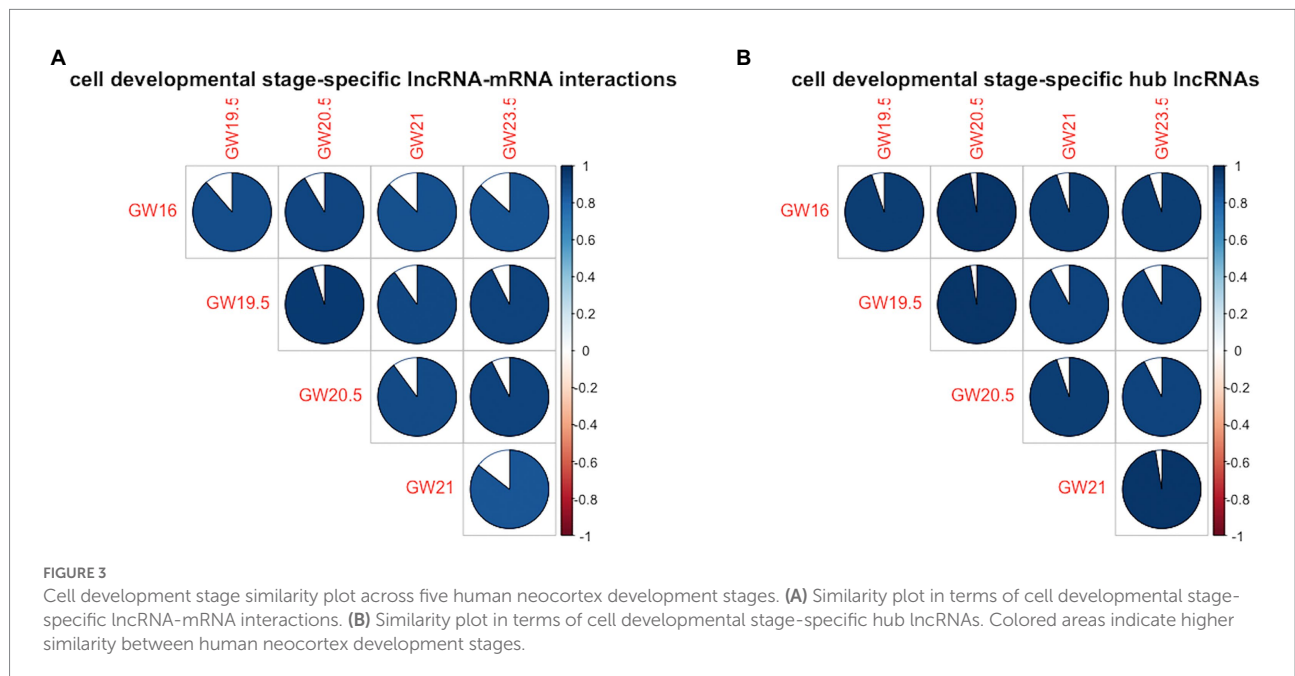 A
cell developmental stage-specific lncRNA-mRNA interactions
GW19.5
GW20.5
GW21
GW23.5
GW16
GW19.5
GW20.5
GW21
1
0.8
0.6
0.4
0.2
0
-0.2
-0.4
-0.6
-0.8
-1
B
cell developmental stage-specific hub lncRNAs
GW19.5
GW20.5
GW21
GW23.5
GW16
GW19.5
GW20.5
GW21
1
0.8
0.6
0.4
0.2
0
-0.2
-0.4
-0.6
-0.8
-1
FIGURE 3
Cell development stage similarity plot across five human neocortex development stages. (A) Similarity plot in terms of cell developmental stage-
specific lncRNA-mRNA interactions. (B) Similarity plot in terms of cell developmental stage-specific hub lncRNAs. Colored areas indicate higher
similarity between human neocortex development stages.